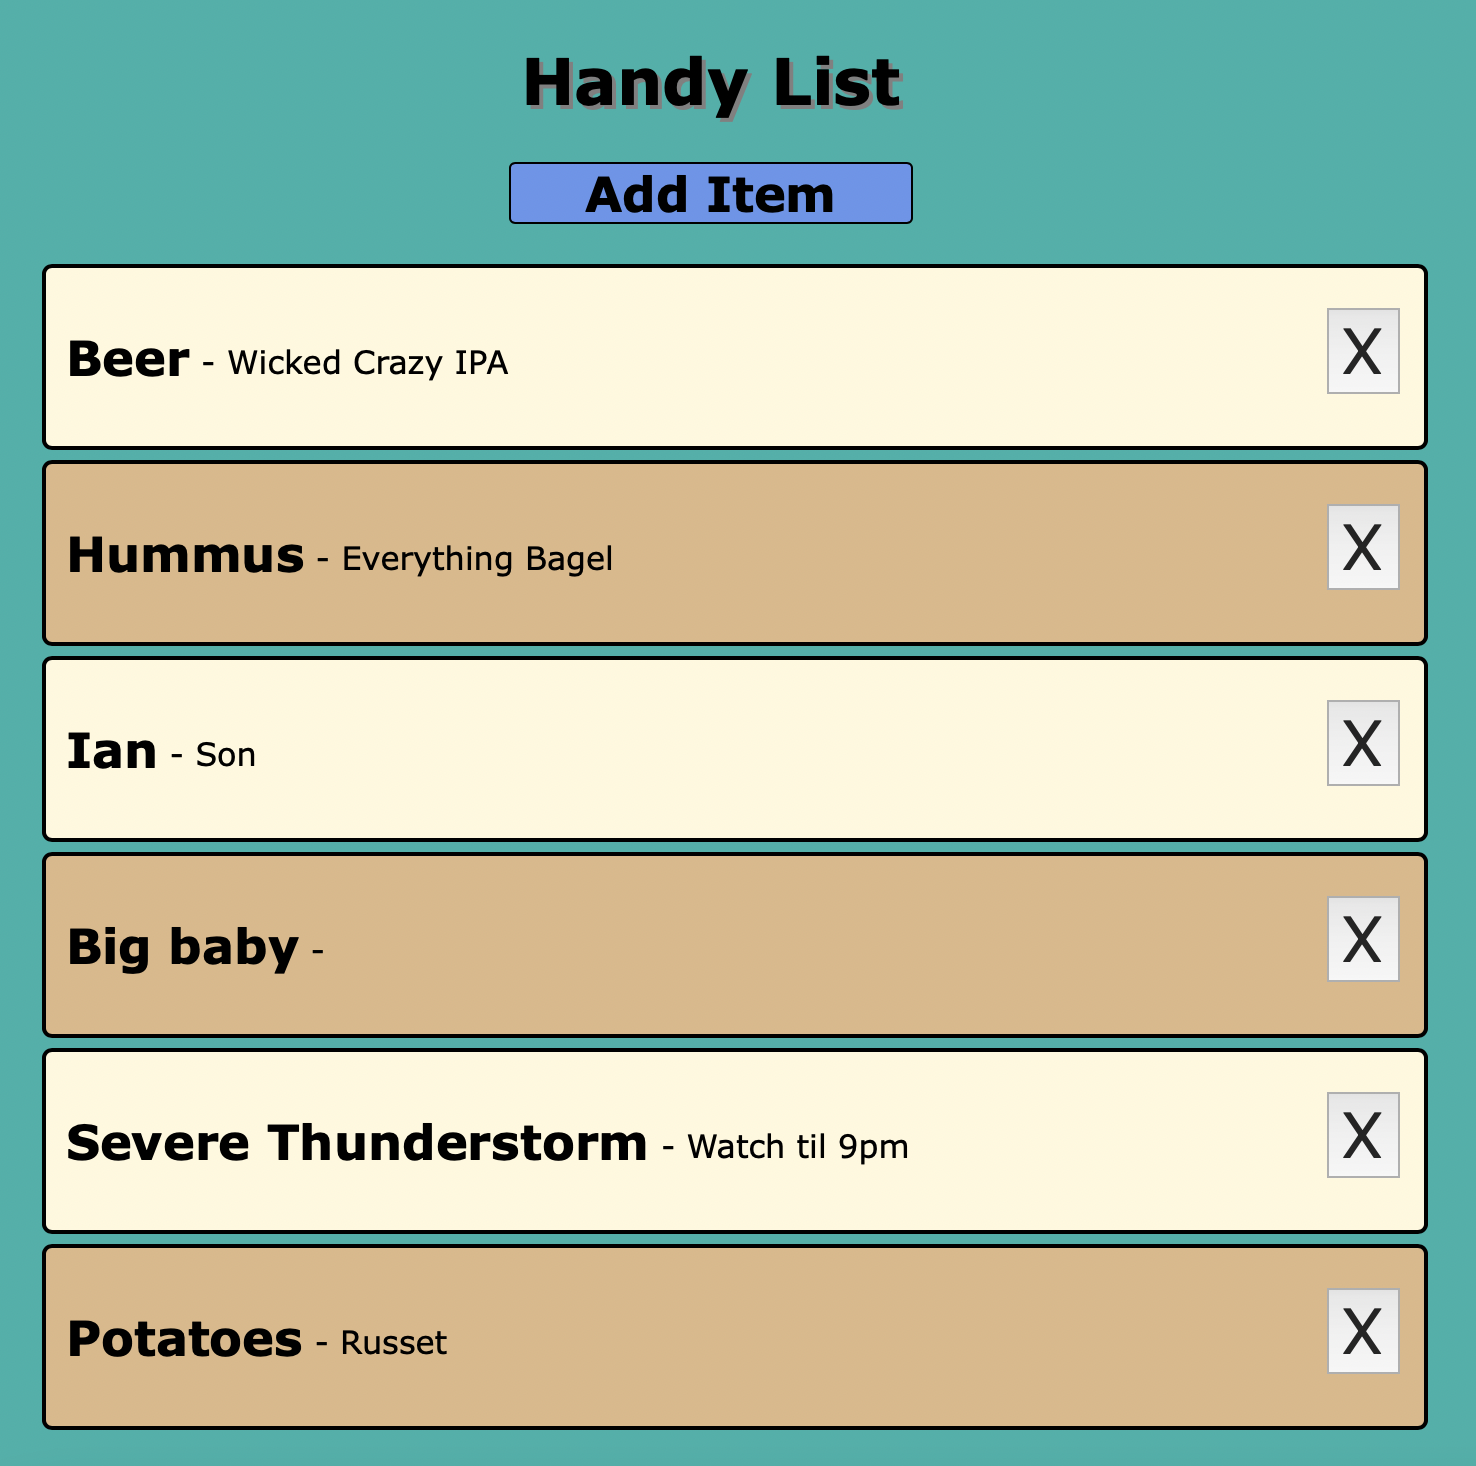 Handy List
Add Item
Beer - Wicked Crazy IPA X
Hummus - Everything Bagel X
Ian - Son X
Big baby - X
Severe Thunderstorm - Watch til 9pm X
Potatoes - Russet X